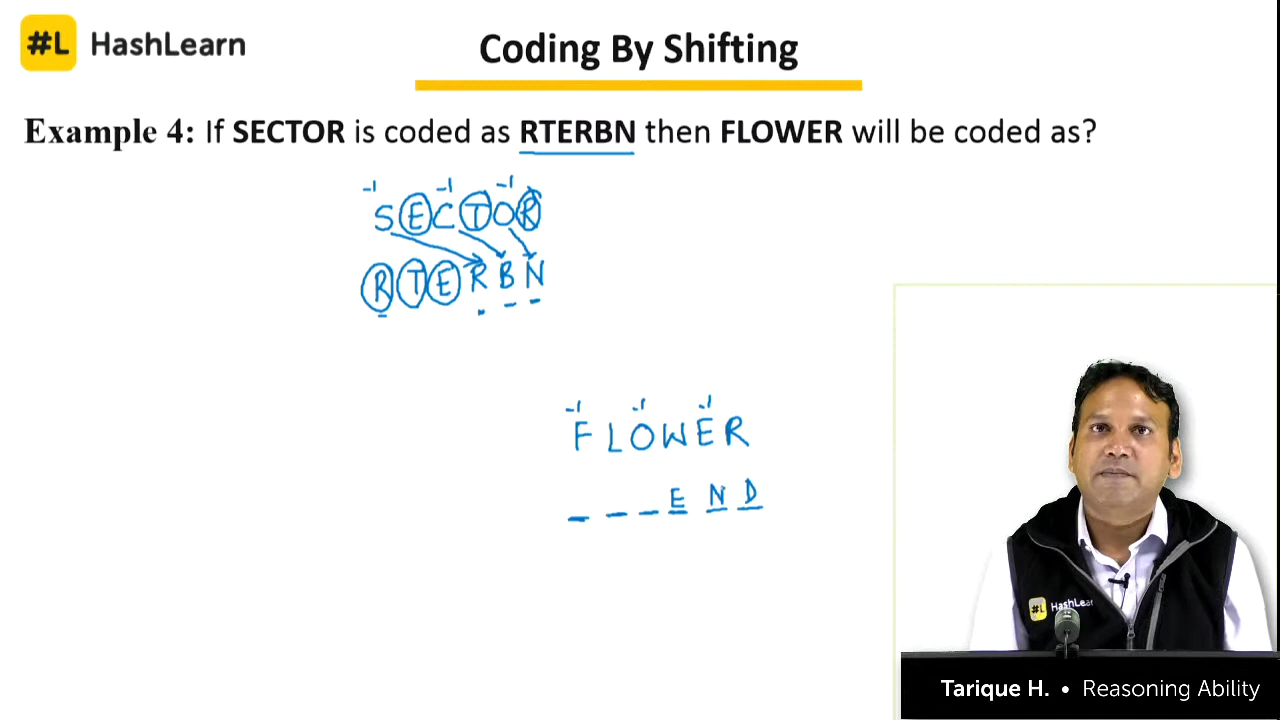 #L HashLearn
Coding By Shifting
Example 4: If SECTOR is coded as RTERBN then FLOWER will be coded as?
-1 -1 -1
SECTOR
RTERBN
-1 -1 -1
FLOWER
_ _ _ E N D
#L HashLearn
Tarique H. • Reasoning Ability